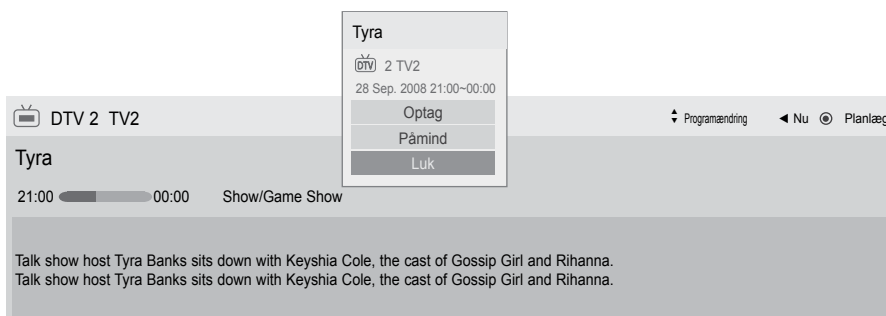 Tyra
DTV 2 TV2
28 Sep. 2008 21:00~00:00
Optag
Påmind
Luk
DTV 2 TV2
Programændring ◄ Nu ◉ Planlæg
Tyra
21:00 00:00 Show/Game Show
Talk show host Tyra Banks sits down with Keyshia Cole, the cast of Gossip Girl and Rihanna.
Talk show host Tyra Banks sits down with Keyshia Cole, the cast of Gossip Girl and Rihanna.